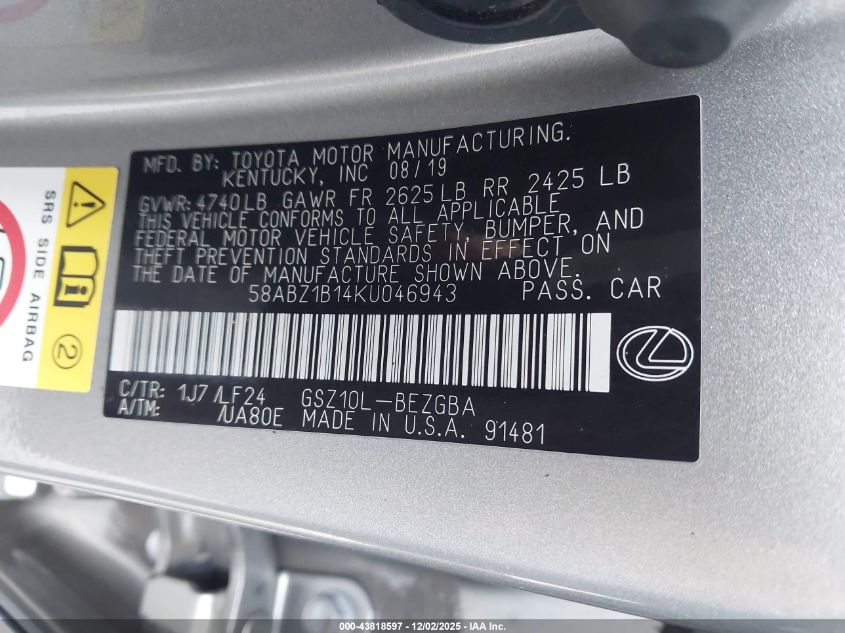 MFD. BY: TOYOTA MOTOR MANUFACTURING.
KENTUCKY, INC 08/19
GVWR: 4740LB GAWR FR 2625LB RR 2425 LB
THIS VEHICLE CONFORMS TO ALL APPLICABLE
FEDERAL MOTOR VEHICLE SAFETY, BUMPER, AND
THEFT PREVENTION STANDARDS IN EFFECT ON
THE DATE OF MANUFACTURE SHOWN ABOVE.
58ABZ1B14KU046943 PASS. CAR
C/TR: 1J7 /LF24 GSZ10L-BEZGBA
A/TM: /UA80E MADE IN U.S.A. 91481
SRS SIDE AIRBAG
2
000-43818597 - 12/02/2025 - IAA Inc.